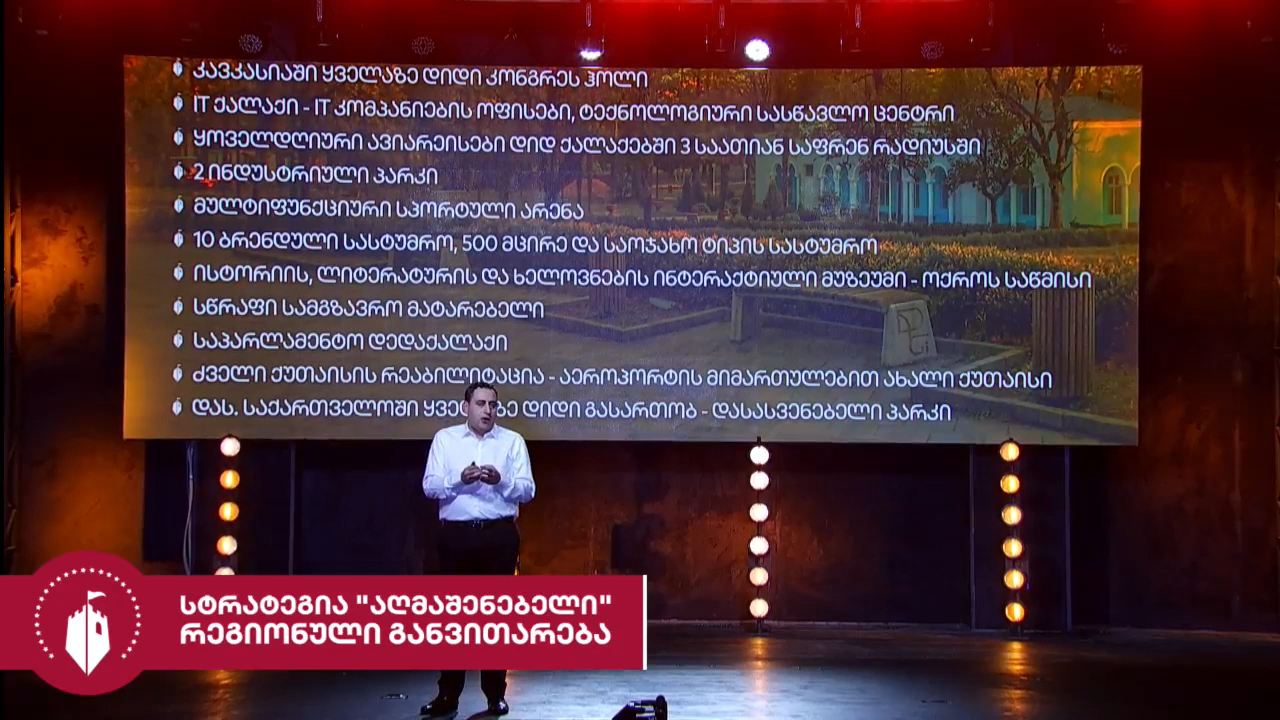 კავკასიაში ყველაზე დიდი კონგრეს ჰოლი
IT ქალაქი - IT კომპანიების ოფისები, ტექნოლოგიური სასწავლო ცენტრი
ყოველდღიური ავიარეისები დიდ ქალაქებში 3 საათიან საფრენ რადიუსში
2 ინდუსტრიული პარკი
მულტიფუნქციური სპორტული არენა
10 ბრენდული სასტუმრო, 500 მცირე და საოჯახო ტიპის სასტუმრო
ისტორიის, ლიტერატურის და ხელოვნების ინტერაქტიული მუზეუმი - ოქროს საწმისი
სწრაფი სამგზავრო მატარებელი
საპარლამენტო დედაქალაქი
ძველი ქუთაისის რეაბილიტაცია - აეროპორტის მიმართულებით ახალი ქუთაისი
დას. საქართველოში ყველაზე დიდი გასართობ - დასასვენებელი პარკი
სტრატეგია "აღმაშენებელი"
რეგიონული განვითარება